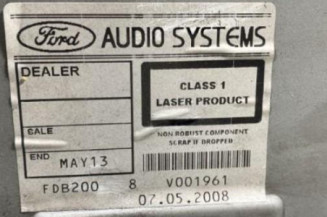 Ford AUDIO SYSTEMS
DEALER
CLASS 1
LASER PRODUCT
CALE
NON ROBUST COMPONENT
SCRAP IF DROPPED
END MAY13
FDB200 8 V001961
07.05.2008